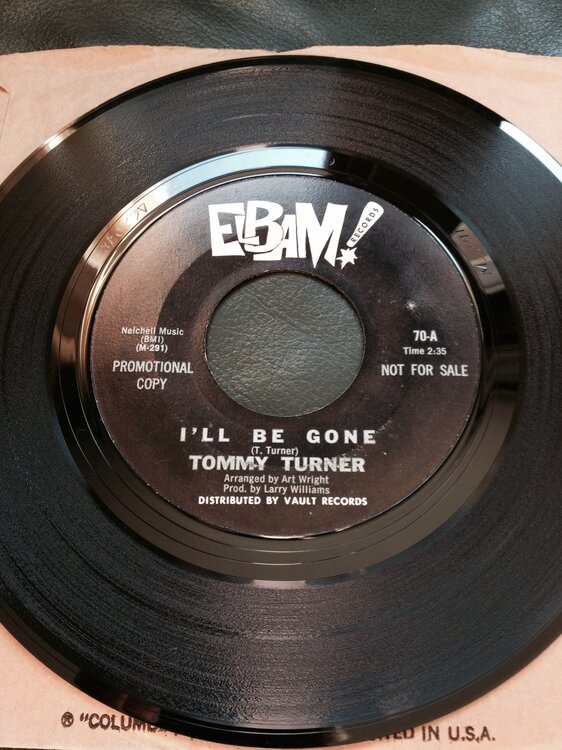 ELBAM!
RECORDS
Nelchell Music
(BMI)
(M-291)
PROMOTIONAL
COPY
70-A
Time 2:35
NOT FOR SALE
I'LL BE GONE
(T. Turner)
TOMMY TURNER
Arranged by Art Wright
Prod. by Larry Williams
DISTRIBUTED BY VAULT RECORDS
® "COLUM
IN U.S.A.